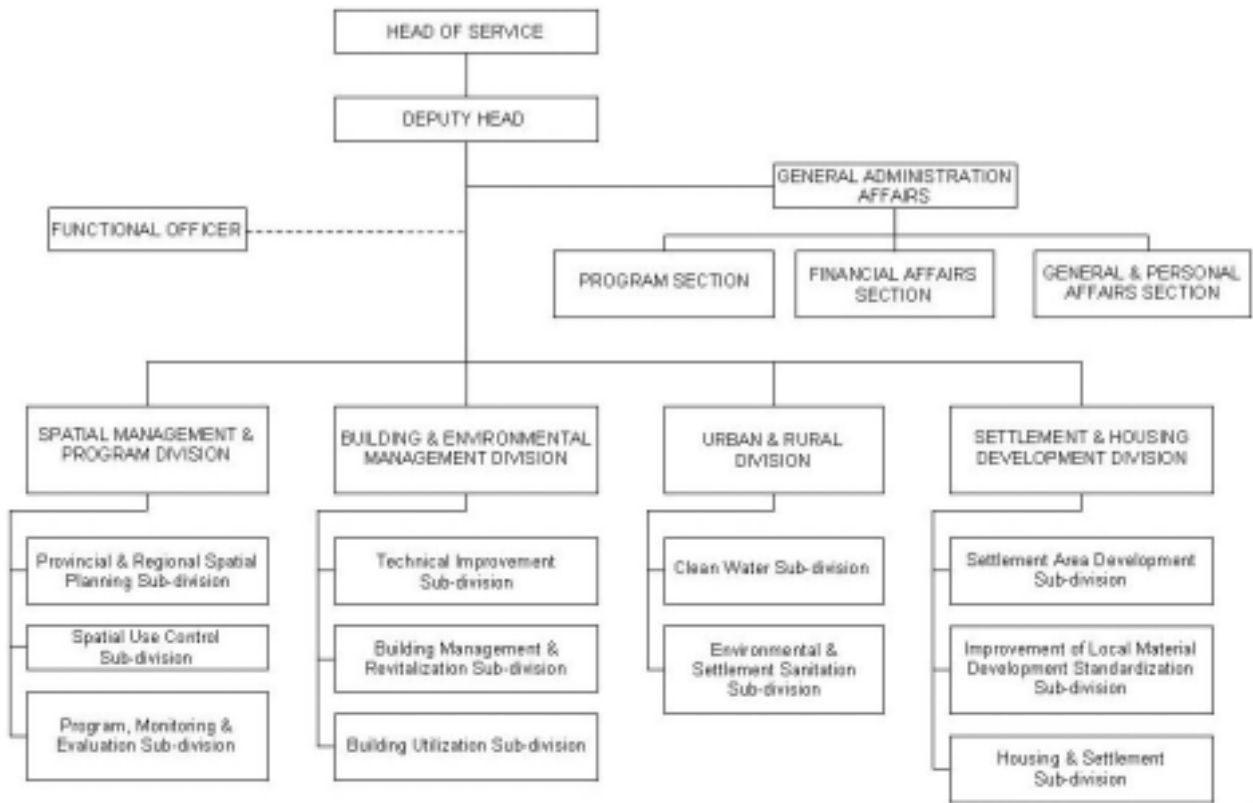 HEAD OF SERVICE
DEPUTY HEAD
GENERAL ADMINISTRATION
AFFAIRS
FUNCTIONAL OFFICER
PROGRAM SECTION
FINANCIAL AFFAIRS
SECTION
GENERAL & PERSONAL
AFFAIRS SECTION
SPATIAL MANAGEMENT &
PROGRAM DIVISION
BUILDING & ENVIRONMENTAL
MANAGEMENT DIVISION
URBAN & RURAL
DIVISION
SETTLEMENT & HOUSING
DEVELOPMENT DIVISION
Provincial & Regional Spatial
Planning Sub-division
Spatial Use Control
Sub-division
Program, Monitoring &
Evaluation Sub-division
Technical Improvement
Sub-division
Building Management &
Revitalization Sub-division
Building Utilization Sub-division
Clean Water Sub-division
Environmental &
Settlement Sanitation
Sub-division
Settlement Area Development
Sub-division
Improvement of Local Material
Development Standardization
Sub-division
Housing & Settlement
Sub-division